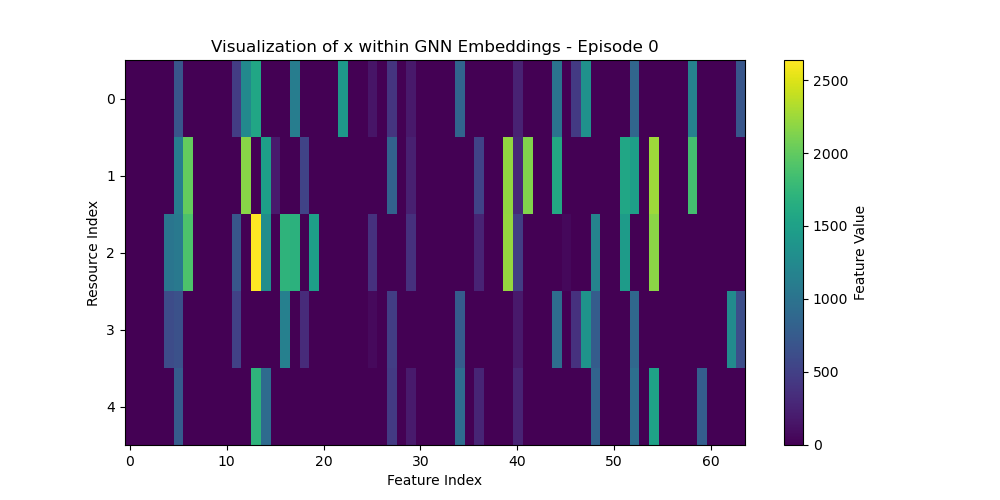 Visualization of x within GNN Embeddings - Episode 0
Resource Index
0
1
2
3
4
0 10 20 30 40 50 60
Feature Index
2500
2000
1500
1000
500
0
Feature Value